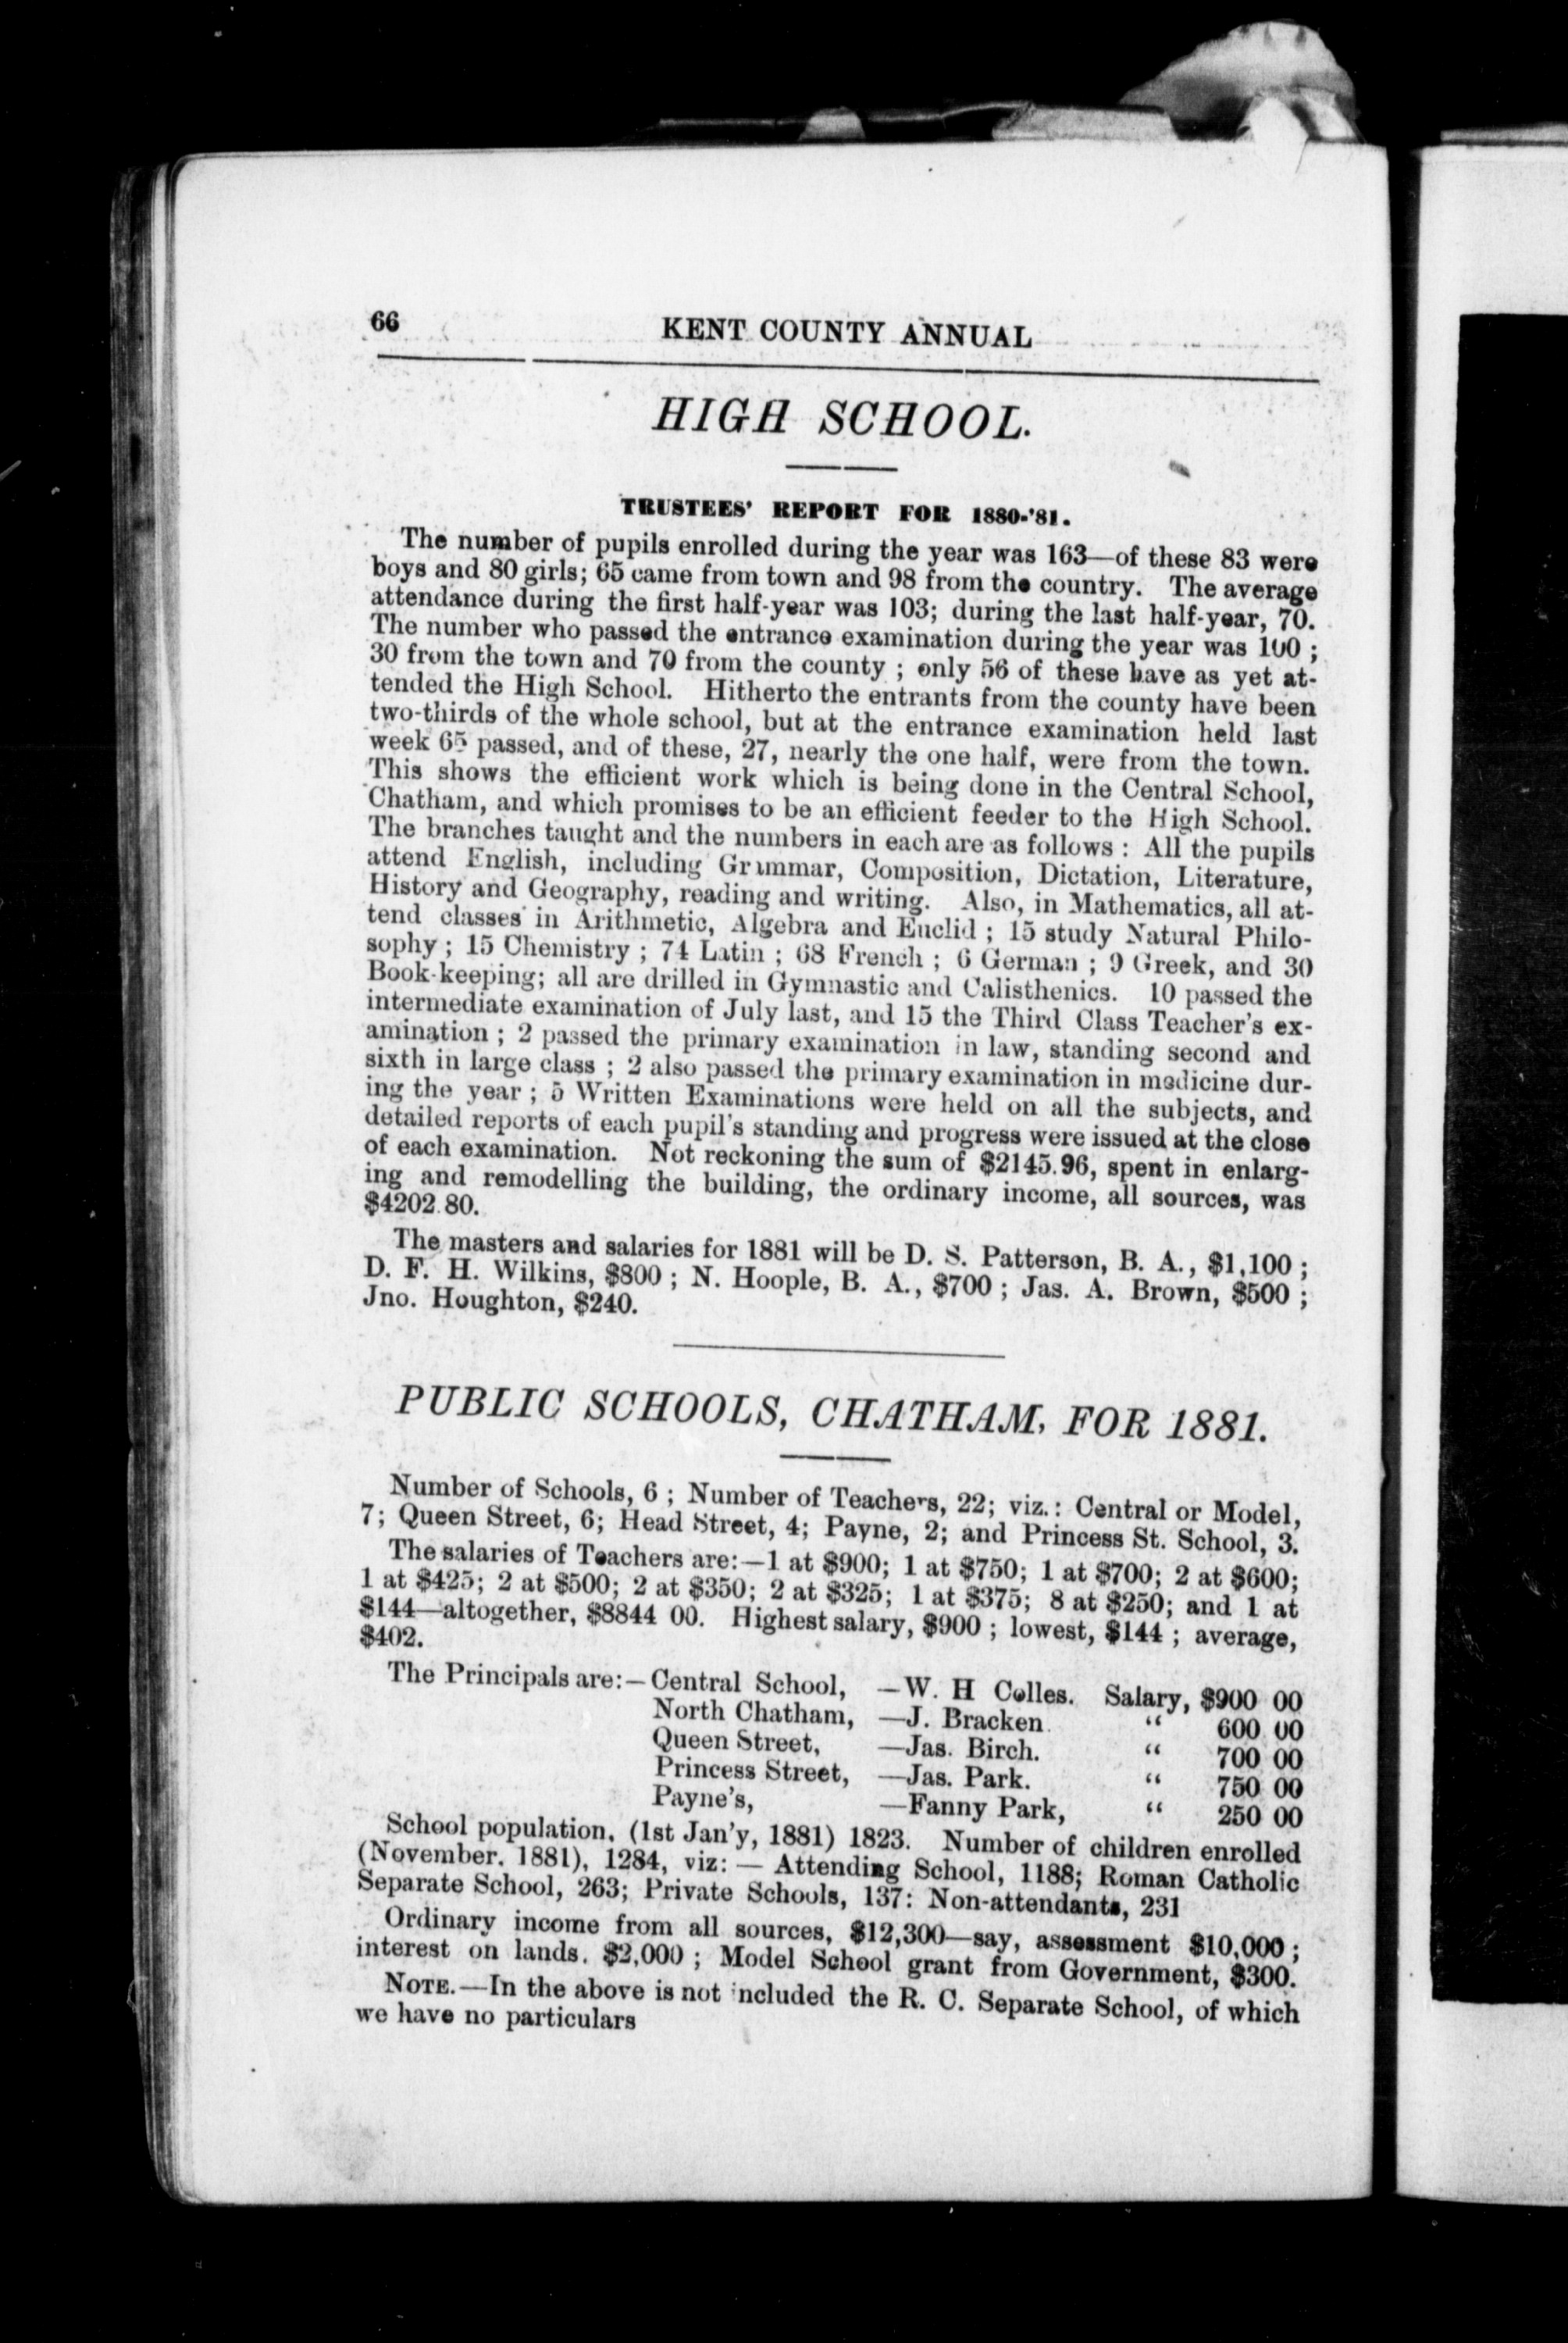 66
KENT COUNTY ANNUAL
HIGH SCHOOL.
TRUSTEES' REPORT FOR 1880-'81.
The number of pupils enrolled during the year was 163—of these 83 were
boys and 80 girls; 65 came from town and 98 from the country. The average
attendance during the first half-year was 103; during the last half-year, 70.
The number who passed the entrance examination during the year was 100 ;
30 from the town and 70 from the county ; only 56 of these have as yet at-
tended the High School. Hitherto the entrants from the county have been
two-thirds of the whole school, but at the entrance examination held last
week 65 passed, and of these, 27, nearly the one half, were from the town.
This shows the efficient work which is being done in the Central School,
Chatham, and which promises to be an efficient feeder to the High School.
The branches taught and the numbers in each are as follows : All the pupils
attend English, including Grammar, Composition, Dictation, Literature,
History and Geography, reading and writing. Also, in Mathematics, all at-
tend classes in Arithmetic, Algebra and Euclid ; 15 study Natural Philo-
sophy ; 15 Chemistry ; 74 Latin ; 68 French ; 6 German ; 9 Greek, and 30
Book-keeping; all are drilled in Gymnastic and Calisthenics. 10 passed the
intermediate examination of July last, and 15 the Third Class Teacher's ex-
amination ; 2 passed the primary examination in law, standing second and
sixth in large class ; 2 also passed the primary examination in medicine dur-
ing the year ; 5 Written Examinations were held on all the subjects, and
detailed reports of each pupil's standing and progress were issued at the close
of each examination. Not reckoning the sum of $2145.96, spent in enlarg-
ing and remodelling the building, the ordinary income, all sources, was
$4202.80.
The masters and salaries for 1881 will be D. S. Patterson, B. A., $1,100 ;
D. F. H. Wilkins, $800 ; N. Hoople, B. A., $700 ; Jas. A. Brown, $500 ;
Jno. Houghton, $240.
PUBLIC SCHOOLS, CHATHAM, FOR 1881.
Number of Schools, 6 ; Number of Teachers, 22; viz.: Central or Model,
7; Queen Street, 6; Head Street, 4; Payne, 2; and Princess St. School, 3.
The salaries of Teachers are:—1 at $900; 1 at $750; 1 at $700; 2 at $600;
1 at $425; 2 at $500; 2 at $350; 2 at $325; 1 at $375; 8 at $250; and 1 at
$144—altogether, $8844 00. Highest salary, $900 ; lowest, $144 ; average,
$402.
The Principals are:—Central School, —W. H Colles. Salary, $900 00
North Chatham, —J. Bracken. “ 600 00
Queen Street, —Jas. Birch. “ 700 00
Princess Street, —Jas. Park. “ 750 00
Payne's, —Fanny Park, “ 250 00
School population, (1st Jan'y, 1881) 1823. Number of children enrolled
(November. 1881), 1284, viz: — Attending School, 1188; Roman Catholic
Separate School, 263; Private Schools, 137: Non-attendants, 231
Ordinary income from all sources, $12,300—say, assessment $10,000 ;
interest on lands. $2,000 ; Model School grant from Government, $300.
NOTE.—In the above is not included the R. C. Separate School, of which
we have no particulars